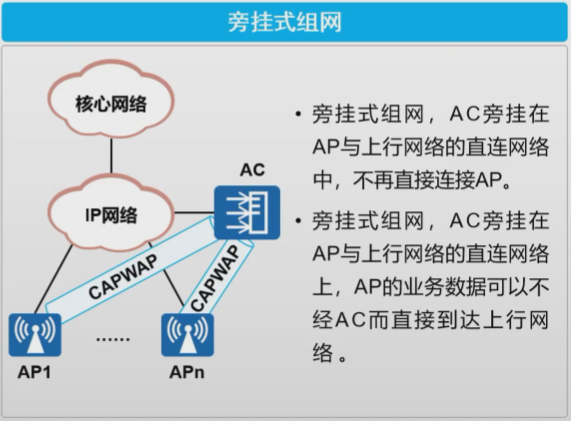 旁挂式组网
核心网络
AC
IP网络
CAPWAP
CAPWAP
......
AP1
APn
• 旁挂式组网，AC旁挂在
AP与上行网络的直连网络
中，不再直接连接AP。
• 旁挂式组网，AC旁挂在
AP与上行网络的直连网络
上，AP的业务数据可以不
经AC而直接到达上行网
络。